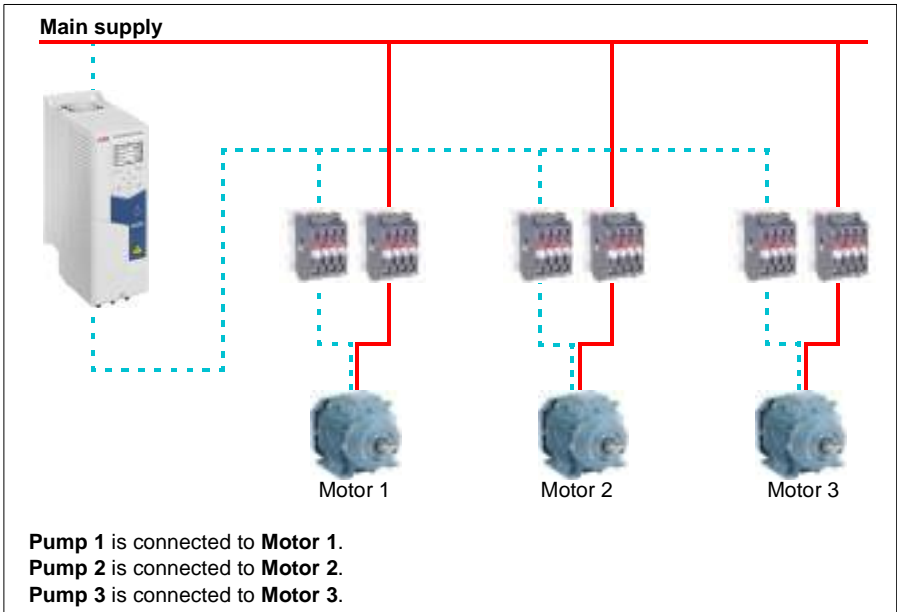 Main supply
ABB
Motor 1
Motor 2
Motor 3
Pump 1 is connected to Motor 1.
Pump 2 is connected to Motor 2.
Pump 3 is connected to Motor 3.